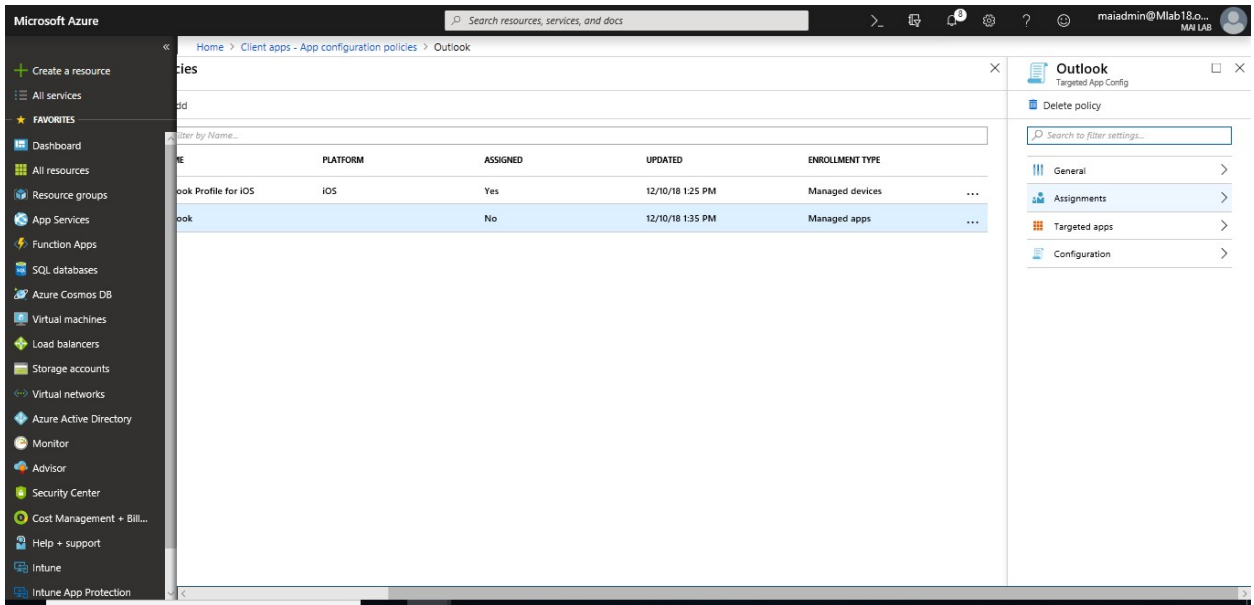 Microsoft Azure
Search resources, services, and docs
8
maiadmin@Mlab18.o...
MAI LAB
Home > Client apps - App configuration policies > Outlook
Create a resource
All services
FAVORITES
Dashboard
All resources
Resource groups
App Services
Function Apps
SQL databases
Azure Cosmos DB
Virtual machines
Load balancers
Storage accounts
Virtual networks
Azure Active Directory
Monitor
Advisor
Security Center
Cost Management + Bill...
Help + support
Intune
Intune App Protection
cies
dd
ilter by Name...
ME PLATFORM ASSIGNED UPDATED ENROLLMENT TYPE
ook Profile for iOS iOS Yes 12/10/18 1:25 PM Managed devices ...
ook No 12/10/18 1:35 PM Managed apps ...
Outlook
Targeted App Config
Delete policy
Search to filter settings...
General
Assignments
Targeted apps
Configuration